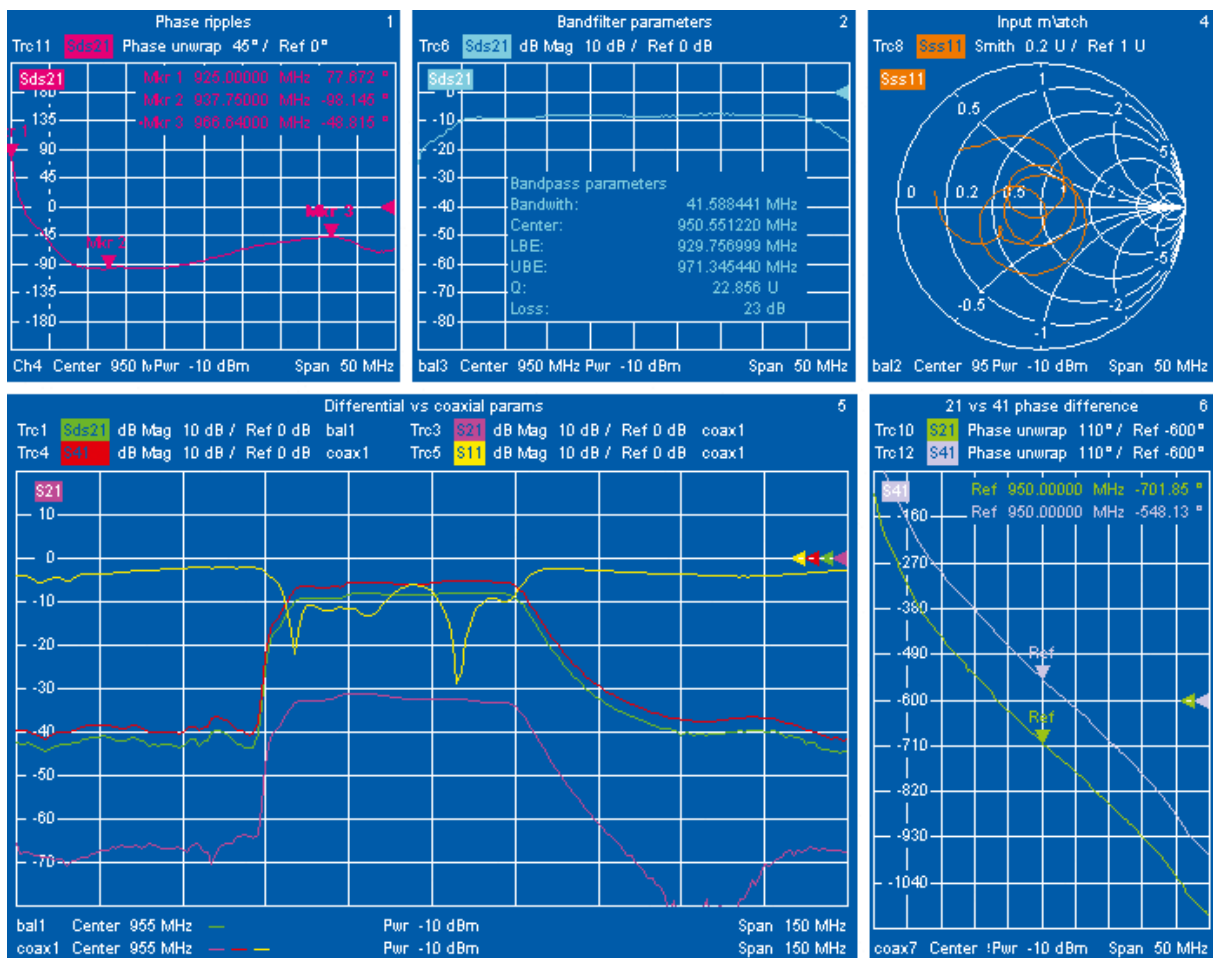 Phase ripples 1
Trc11 Sds21 Phase unwrap 45°/ Ref 0°
Sds21
Mkr 1 925.00000 MHz 77.672 °
Mkr 2 937.75000 MHz -98.145 °
•Mkr 3 966.64000 MHz -48.815 °
180
135
90
45
0
-45
-90
-135
-180
Mkr 2
Mkr 3
Ch4 Center 950 Pwr -10 dBm Span 50 MHz
Bandfilter parameters 2
Trc6 Sds21 dB Mag 10 dB / Ref 0 dB
Sds21
0
-10
-20
-30
-40
-50
-60
-70
-80
Bandpass parameters
Bandwith: 41.588441 MHz
Center: 950.551220 MHz
LBE: 929.756999 MHz
UBE: 971.345440 MHz
Q: 22.856 U
Loss: 23 dB
bal3 Center 950 MHz Pwr -10 dBm Span 50 MHz
Input m\atch 4
Trc8 Sss11 Smith 0.2 U / Ref 1 U
Sss11
1
0.5
2
5
0
0.2
0.5
1
2
-5
-0.5
-2
-1
bal2 Center 95 Pwr -10 dBm Span 50 MHz
Differential vs coaxial params 5
Trc1 Sds21 dB Mag 10 dB / Ref 0 dB bal1 Trc3 S21 dB Mag 10 dB / Ref 0 dB coax1
Trc4 S41 dB Mag 10 dB / Ref 0 dB coax1 Trc5 S11 dB Mag 10 dB / Ref 0 dB coax1
S21
10
0
-10
-20
-30
-40
-50
-60
-70
bal1 Center 955 MHz Pwr -10 dBm Span 150 MHz
coax1 Center 955 MHz Pwr -10 dBm Span 150 MHz
21 vs 41 phase difference 6
Trc10 S21 Phase unwrap 110°/ Ref -600°
Trc12 S41 Phase unwrap 110°/ Ref -600°
S41
Ref 950.00000 MHz -701.85 °
Ref 950.00000 MHz -548.13 °
-160
-270
-380
-490
-600
-710
-820
-930
-1040
Ref
Ref
coax7 Center Pwr -10 dBm Span 50 MHz